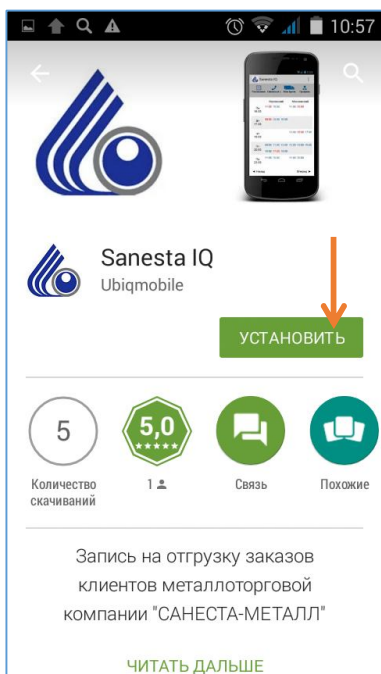 10:57
Sanesta IQ
Ubiqmobile
УСТАНОВИТЬ
5
5,0
Количество скачиваний
1
Связь
Похожие
Запись на отгрузку заказов
клиентов металлоторговой
компании "САНЕСТА-МЕТАЛЛ"
ЧИТАТЬ ДАЛЬШЕ